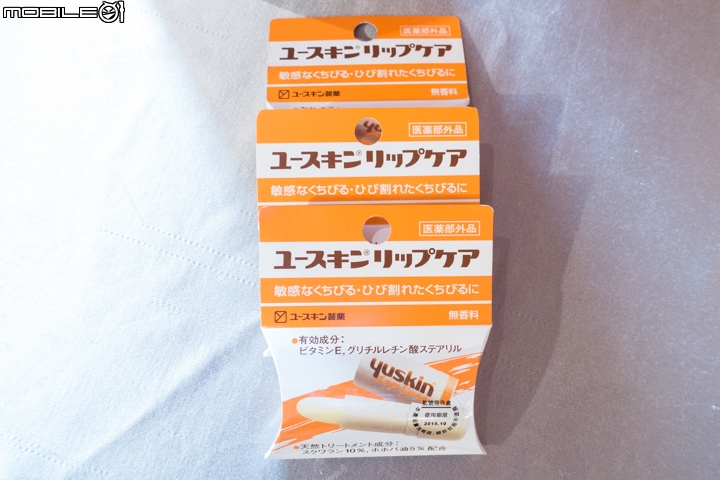 MOBILE01
医薬部外品
ユースキン®リップケア
敏感なくちびる・ひび割れたくちびるに
ユースキン製薬
無香料
yu
医薬部外品
ユースキン®リップケア
敏感なくちびる・ひび割れたくちびるに
医薬部外品
ユースキン®リップケア
敏感なくちびる・ひび割れたくちびるに
ユースキン製薬
無香料
•有効成分:
ビタミンE, グリチルレチン酸ステアリル
yuskin®
使用期限
2015.10
•天然トリートメント成分:
スクワラン10%, ホホバ油5%配合